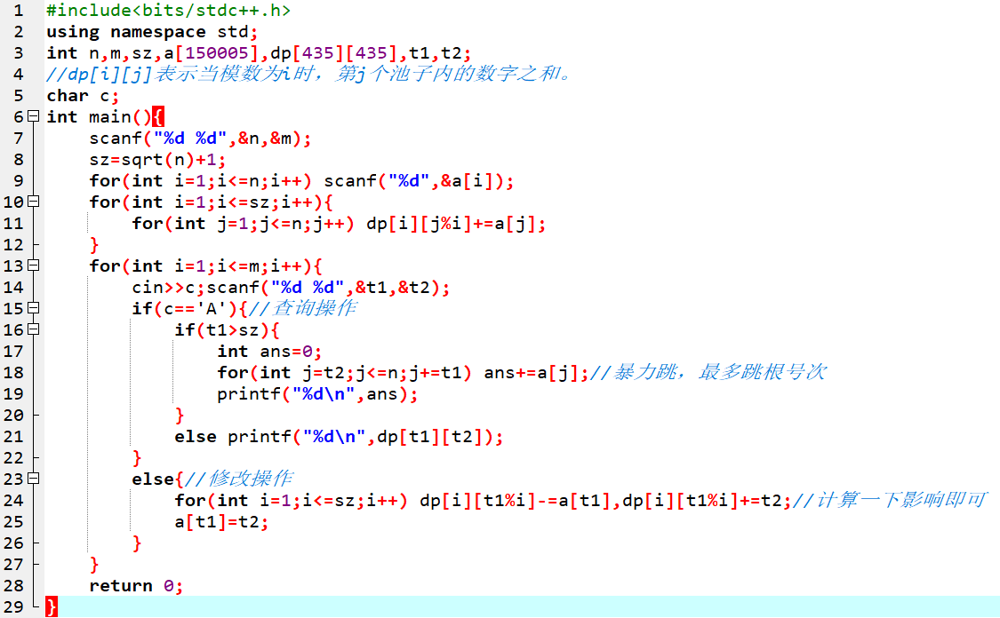 1 #include<bits/stdc++.h>
2 using namespace std;
3 int n,m,sz,a[150005],dp[435][435],t1,t2;
4 //dp[i][j]表示当模数为i时，第j个池子内的数字之和。
5 char c;
6 int main(){
7 scanf("%d %d",&n,&m);
8 sz=sqrt(n)+1;
9 for(int i=1;i<=n;i++) scanf("%d",&a[i]);
10 for(int i=1;i<=sz;i++){
11 for(int j=1;j<=n;j++) dp[i][j%i]+=a[j];
12 }
13 for(int i=1;i<=m;i++){
14 cin>>c;scanf("%d %d",&t1,&t2);
15 if(c=='A'){//查询操作
16 if(t1>sz){
17 int ans=0;
18 for(int j=t2;j<=n;j+=t1) ans+=a[j];//暴力跳，最多跳根号次
19 printf("%d\n",ans);
20 }
21 else printf("%d\n",dp[t1][t2]);
22 }
23 else{//修改操作
24 for(int i=1;i<=sz;i++) dp[i][t1%i]-=a[t1],dp[i][t1%i]+=t2;//计算一下影响即可
25 a[t1]=t2;
26 }
27 }
28 return 0;
29 }